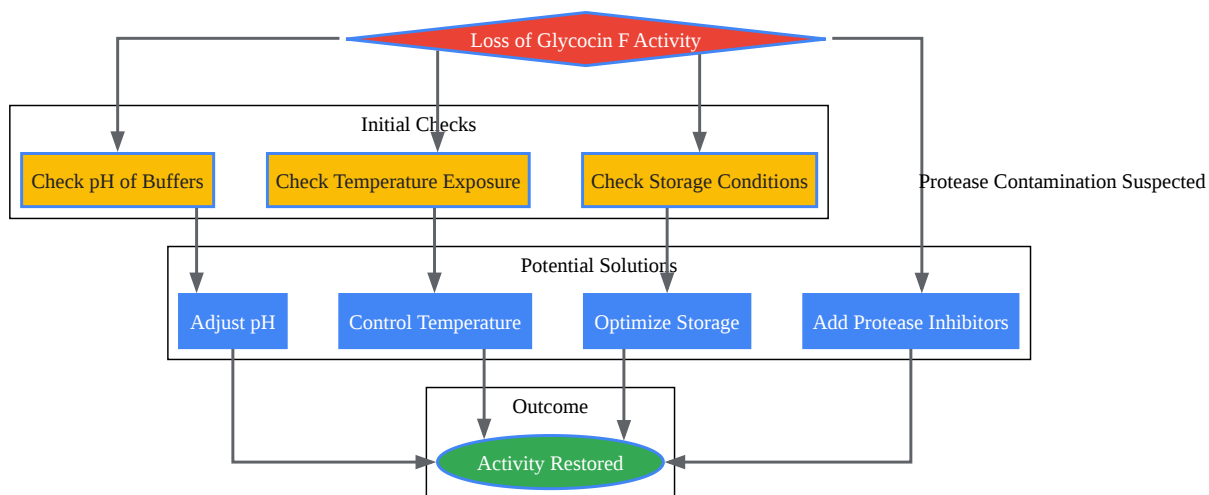 Loss of Glycocin F Activity
Initial Checks
Check pH of Buffers
Check Temperature Exposure
Check Storage Conditions
Protease Contamination Suspected
Potential Solutions
Adjust pH
Control Temperature
Optimize Storage
Add Protease Inhibitors
Outcome
Activity Restored